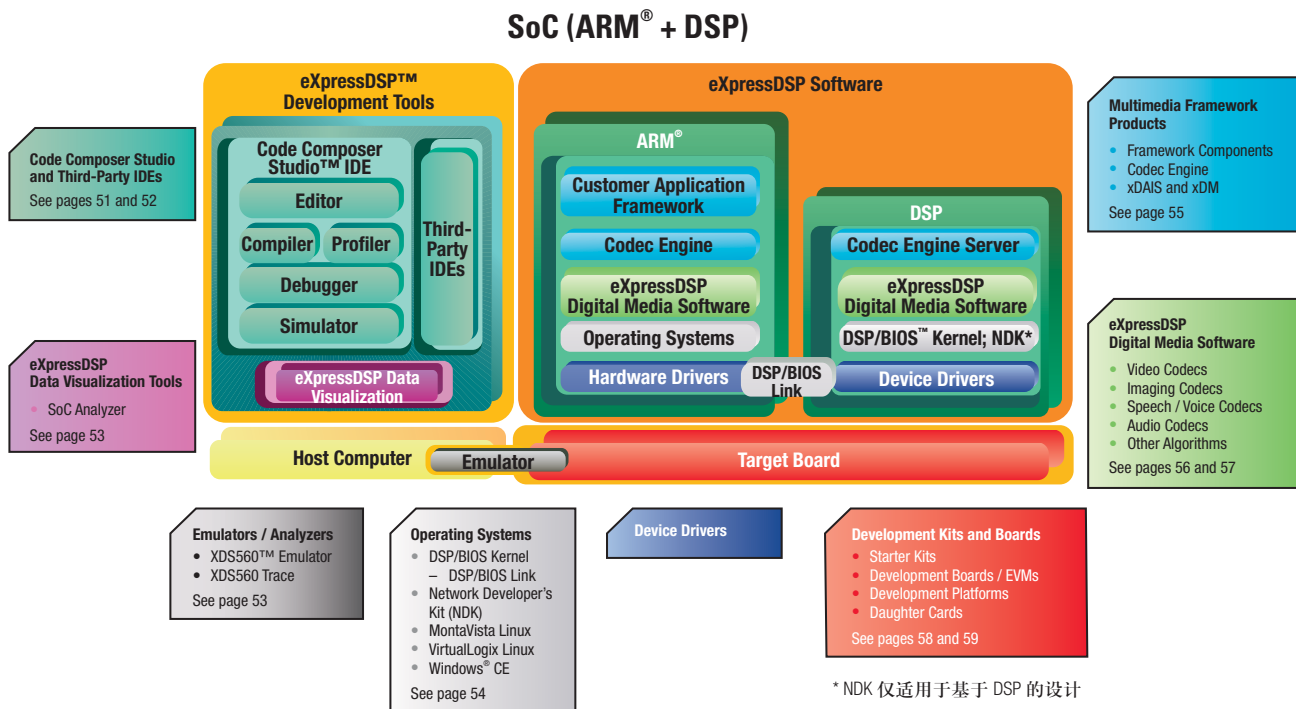 SoC (ARM® + DSP)
eXpressDSP™
Development Tools
Code Composer
Studio™ IDE
Editor
Compiler
Profiler
Debugger
Simulator
Third-
Party
IDEs
eXpressDSP Data
Visualization
eXpressDSP Software
ARM®
Customer Application
Framework
Codec Engine
eXpressDSP
Digital Media Software
Operating Systems
Hardware Drivers
DSP/BIOS
Link
DSP
Codec Engine Server
eXpressDSP
Digital Media Software
DSP/BIOS™ Kernel; NDK*
Device Drivers
Host Computer
Emulator
Target Board
Code Composer Studio
and Third-Party IDEs
See pages 51 and 52
eXpressDSP
Data Visualization Tools
• SoC Analyzer
See page 53
Multimedia Framework
Products
• Framework Components
• Codec Engine
• xDAIS and xDM
See page 55
eXpressDSP
Digital Media Software
• Video Codecs
• Imaging Codecs
• Speech / Voice Codecs
• Audio Codecs
• Other Algorithms
See pages 56 and 57
Emulators / Analyzers
• XDS560™ Emulator
• XDS560 Trace
See page 53
Operating Systems
• DSP/BIOS Kernel
– DSP/BIOS Link
• Network Developer's
Kit (NDK)
• MontaVista Linux
• VirtualLogix Linux
• Windows® CE
See page 54
Device Drivers
Development Kits and Boards
• Starter Kits
• Development Boards / EVMs
• Development Platforms
• Daughter Cards
See pages 58 and 59
* NDK 仅适用于基于 DSP 的设计